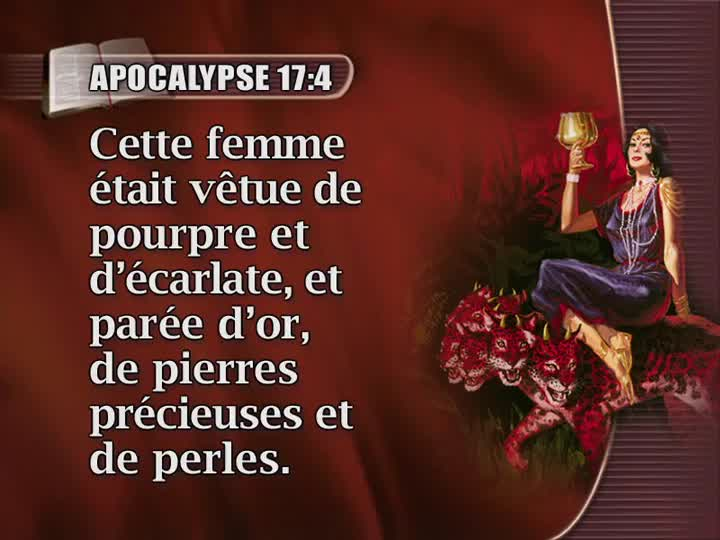 APOCALYPSE 17:4
Cette femme
était vêtue de
pourpre et
d’écarlate, et
parée d’or,
de pierres
précieuses et
de perles.